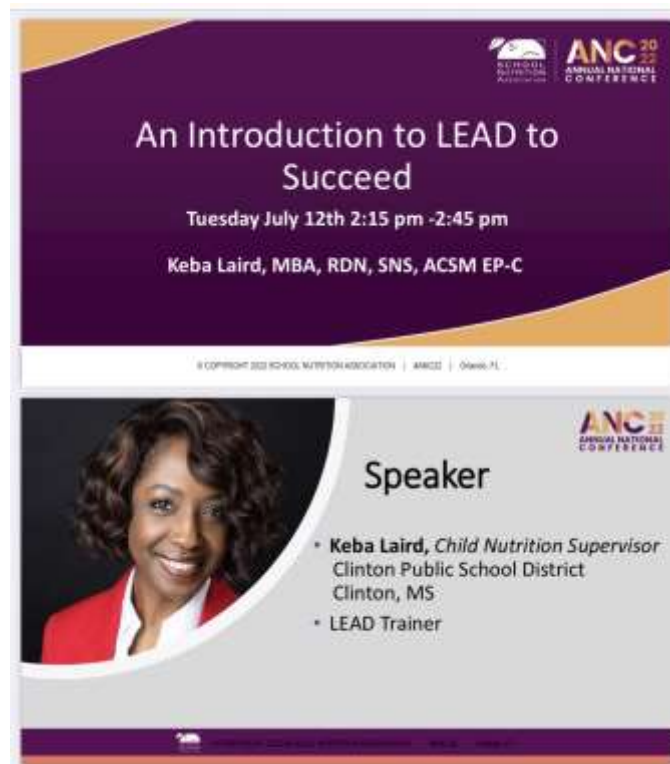 SCHOOL
NUTRITION
Association
ANC 20
22
ANNUAL NATIONAL
CONFERENCE
An Introduction to LEAD to
Succeed
Tuesday July 12th 2:15 pm -2:45 pm
Keba Laird, MBA, RDN, SNS, ACSM EP-C
© COPYRIGHT 2022 SCHOOL NUTRITION ASSOCIATION | ANC22 | Orlando, FL
ANC 20
22
ANNUAL NATIONAL
CONFERENCE
Speaker
• Keba Laird, Child Nutrition Supervisor
Clinton Public School District
Clinton, MS
• LEAD Trainer